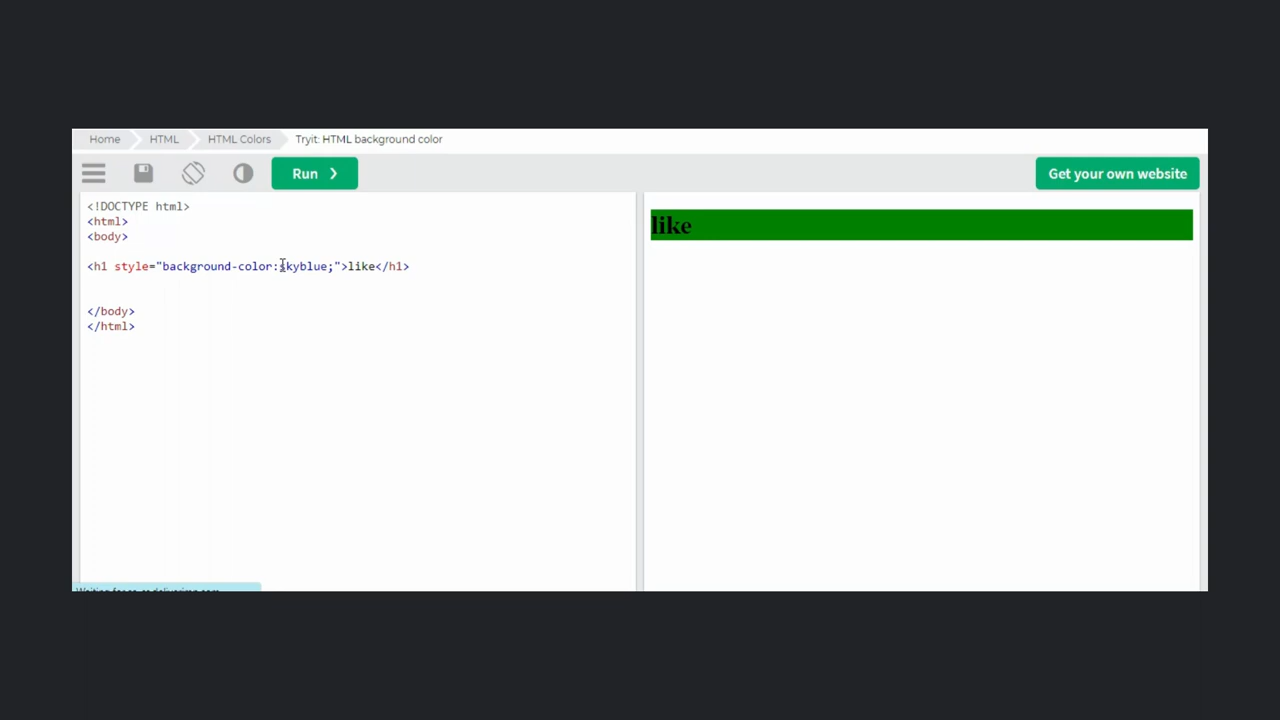 Home HTML HTML Colors Tryit: HTML background color
Run ❯ Get your own website
<!DOCTYPE html>
<html>
<body>
<h1 style="background-color:skyblue;">like</h1>
</body>
</html>
like